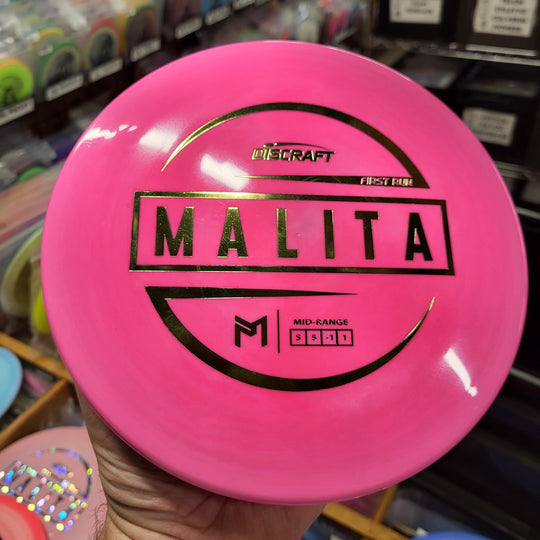 DISCRAFT
FIRST RUN
MALITA
MID-RANGE
5 5 -1 1